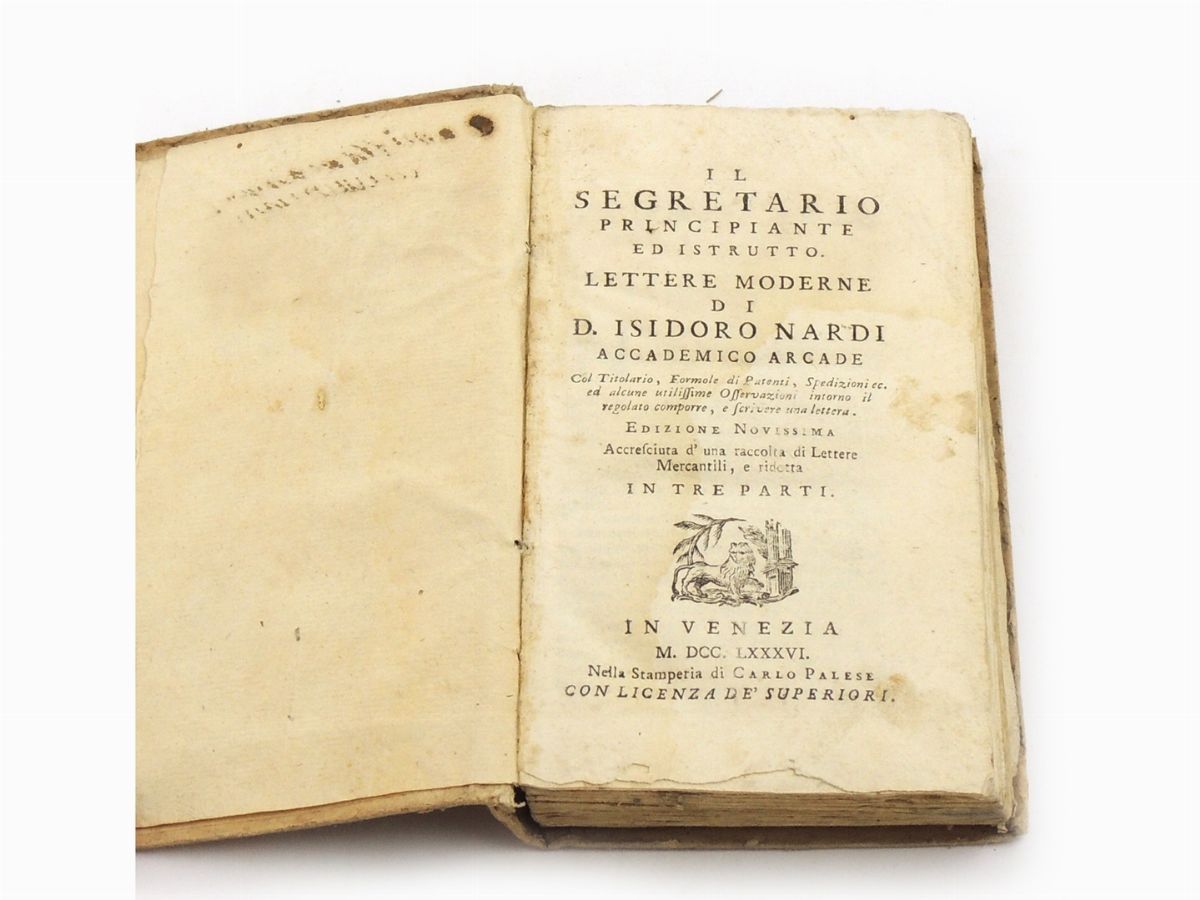 IL
SEGRETARIO
PRINCIPIANTE
ED ISTRUTTO.
LETTERE MODERNE
DI
D. ISIDORO NARDI
ACCADEMICO ARCADE
Col Titolario, Formole di Patenti, Spedizioni ec.
ed alcune utiliſſime Oſſervazioni intorno il
regolato comporre, e ſcrivere una lettera.
EDIZIONE NOVISSIMA
Accreſciuta d' una raccolta di Lettere
Mercantili, e ridotta
IN TRE PARTI.
IN VENEZIA
M. DCC. LXXXVI.
Nella Stamperia di CARLO PALESE
CON LICENZA DE' SUPERIORI.